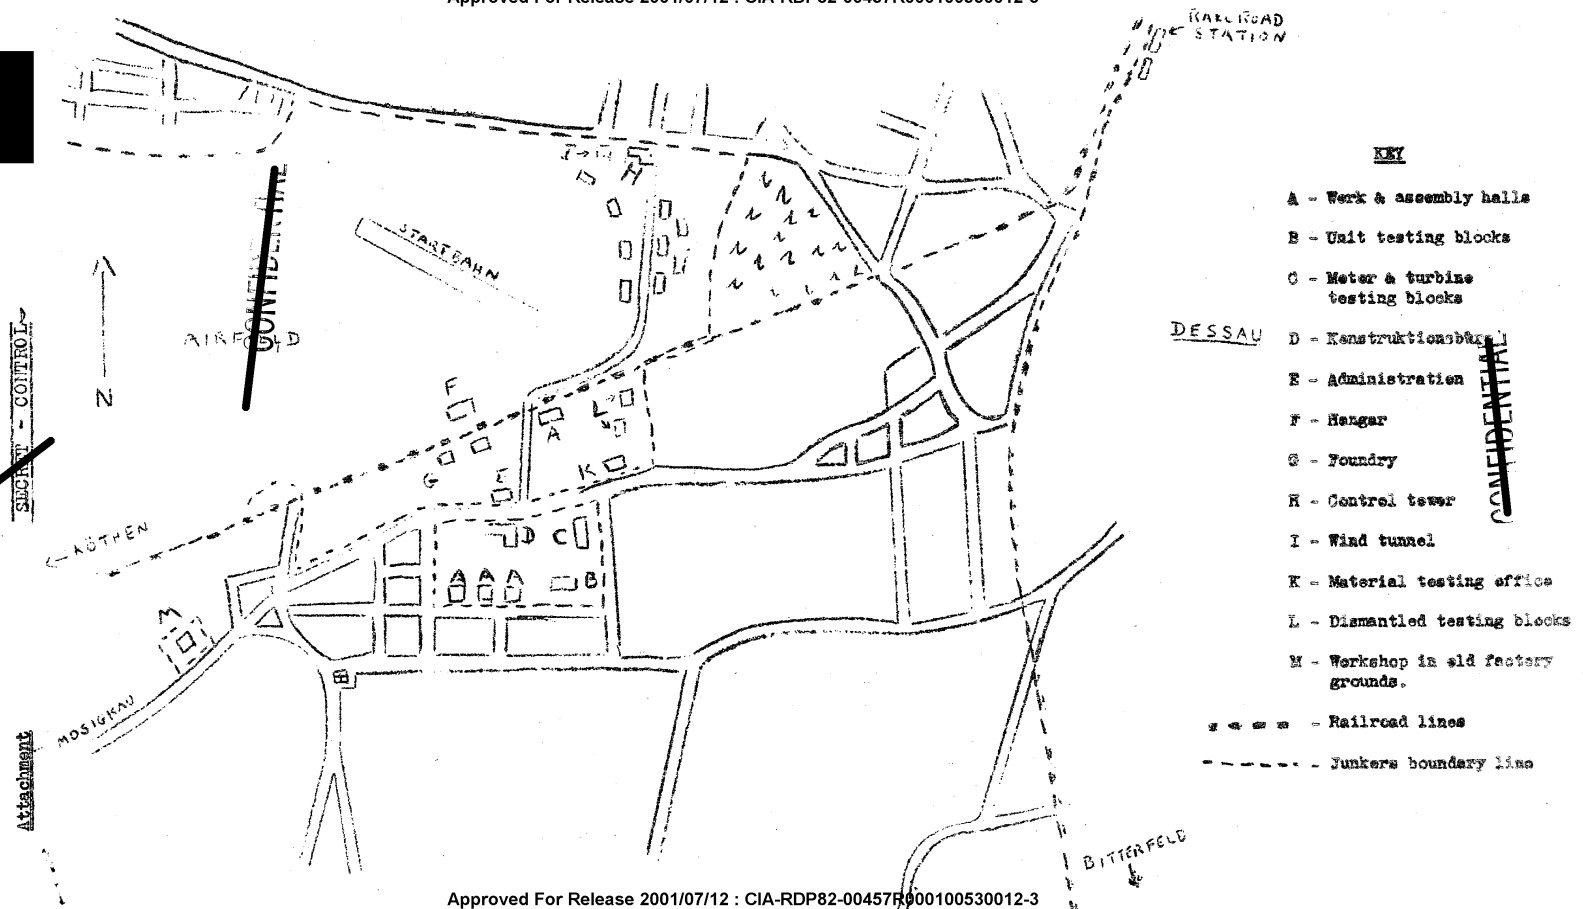 Approved For Release 2001/07/12 : CIA-RDP82-00457R000100530012-3
RAILROAD
STATION
I
H
STARTBAHN
CONFIDENTIAL
AIRFIELD
N
SECRET - CONTROL
F
A
L
G
E
K
D
C
A A A
B
← KÖTHEN
M
MOSIGKAU
Attachment
DESSAU
BITTERFELD
KEY
A - Work & assembly halls
B - Unit testing blocks
C - Motor & turbine
testing blocks
D - Konstruktionsbüro
E - Administration
F - Hangar
G - Foundry
H - Control tower
I - Wind tunnel
K - Material testing office
L - Dismantled testing blocks
M - Workshop in old factory
grounds.
- Railroad lines
- Junkers boundary line
CONFIDENTIAL
Approved For Release 2001/07/12 : CIA-RDP82-00457R000100530012-3